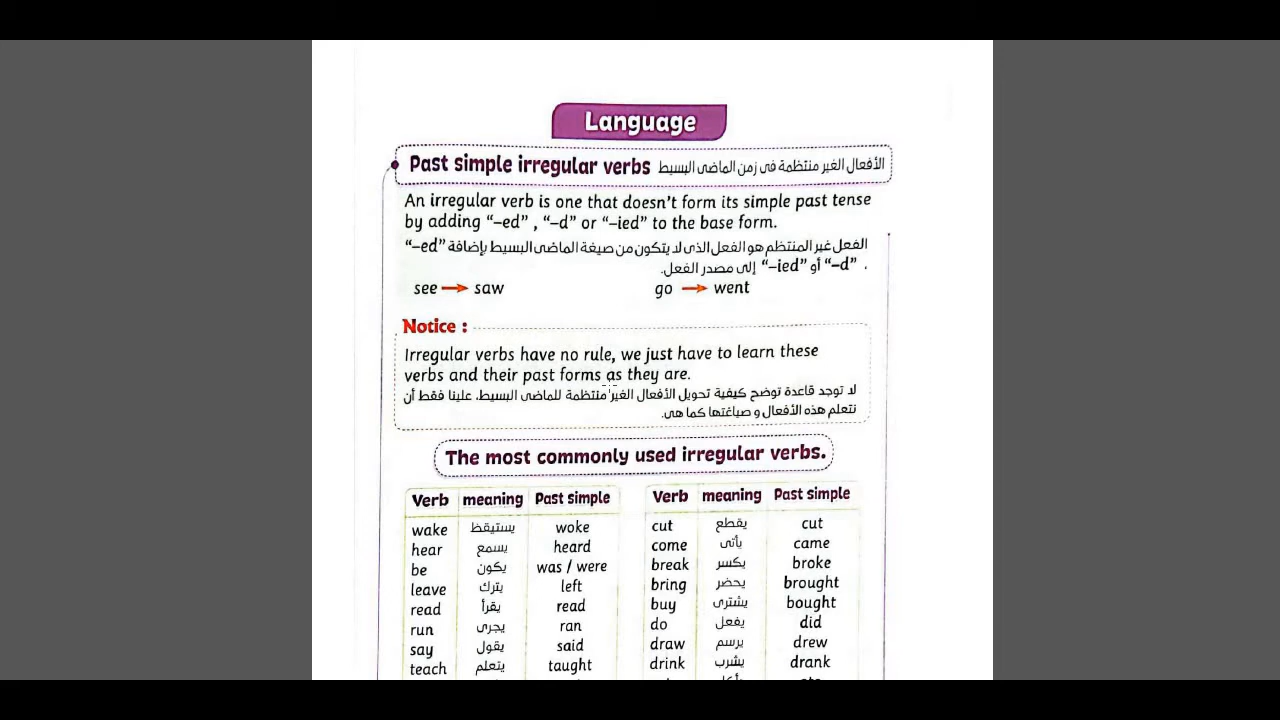 Language
Past simple irregular verbs الأفعال الغير منتظمة فى زمن الماضى البسيط
An irregular verb is one that doesn't form its simple past tense
by adding “–ed” , “–d” or “–ied” to the base form.
الفعل غير المنتظم هو الفعل الذى لا يتكون من صيغة الماضى البسيط بإضافة “–ed”
، “–d” أو “–ied” إلى مصدر الفعل.
see → saw go → went
Notice :
Irregular verbs have no rule, we just have to learn these
verbs and their past forms as they are.
لا توجد قاعدة توضح كيفية تحويل الأفعال الغير منتظمة للماضى البسيط، علينا فقط أن
نتعلم هذه الأفعال و صياغتها كما هى.
The most commonly used irregular verbs.
Verb meaning Past simple Verb meaning Past simple
wake يستيقظ woke cut يقطع cut
hear يسمع heard come يأتى came
be يكون was / were break يكسر broke
leave يترك left bring يحضر brought
read يقرأ read buy يشترى bought
run يجرى ran do يفعل did
say يقول said draw يرسم drew
teach يتعلم taught drink يشرب drank